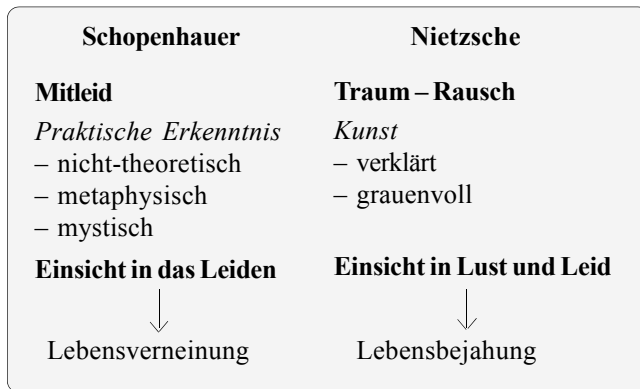 Schopenhauer
Mitleid
Praktische Erkenntnis
– nicht-theoretisch
– metaphysisch
– mystisch
Einsicht in das Leiden
Lebensverneinung
Nietzsche
Traum – Rausch
Kunst
– verklärt
– grauenvoll
Einsicht in Lust und Leid
Lebensbejahung